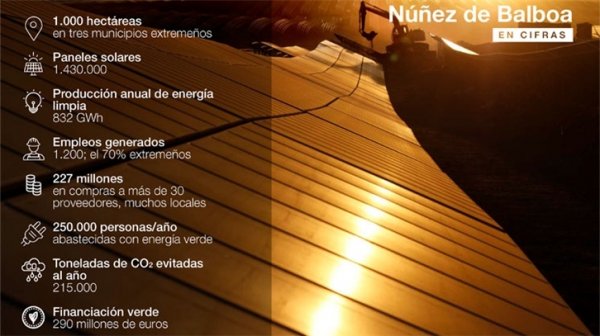 Núñez de Balboa
EN CIFRAS
1.000 hectáreas
en tres municipios extremeños
Paneles solares
1.430.000
Producción anual de energía
limpia
832 GWh
Empleos generados
1.200; el 70% extremeños
227 millones
en compras a más de 30
proveedores, muchos locales
250.000 personas/año
abastecidas con energía verde
Toneladas de CO₂ evitadas
al año
215.000
Financiación verde
290 millones de euros